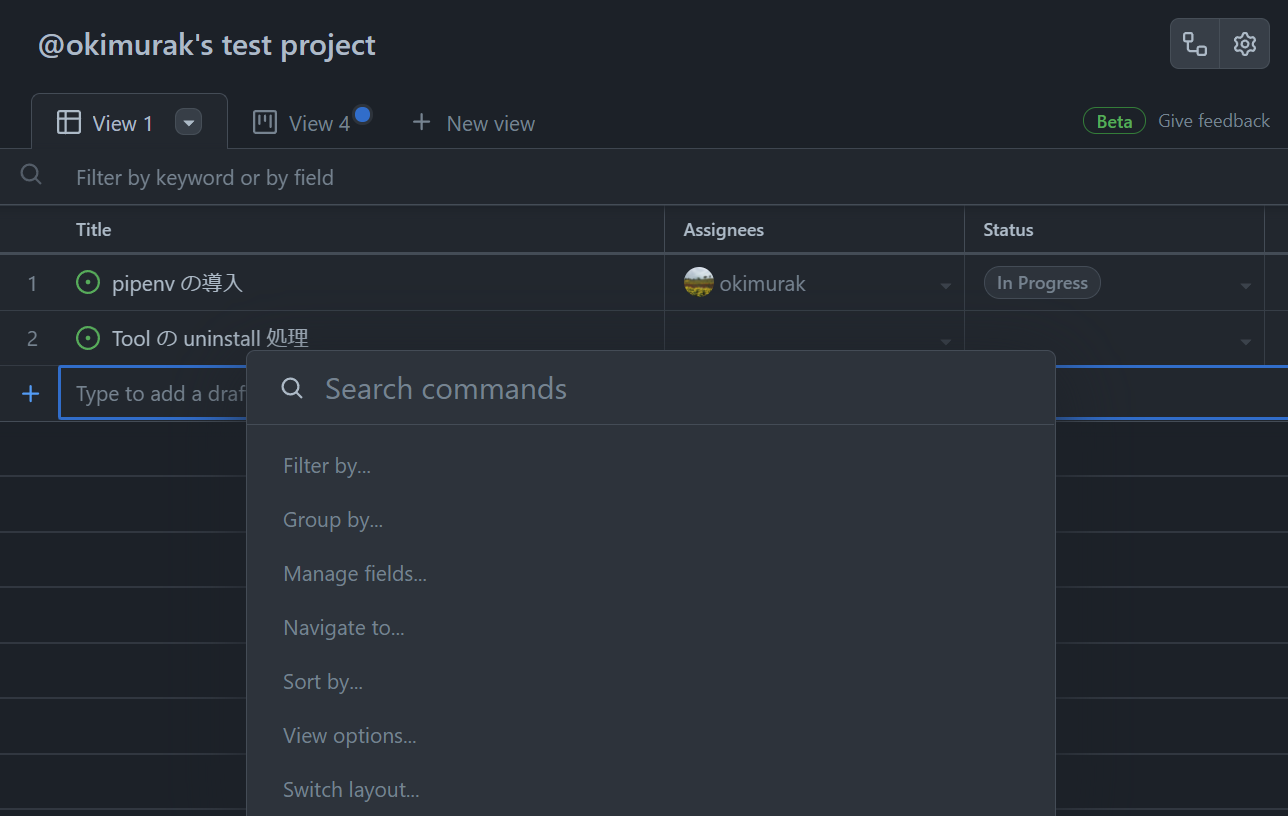 @okimurak's test project
View 1
View 4
New view
Beta
Give feedback
Filter by keyword or by field
Title
Assignees
Status
1
pipenv の導入
okimurak
In Progress
2
Tool の uninstall 処理
Type to add a draf
Search commands
Filter by...
Group by...
Manage fields...
Navigate to...
Sort by...
View options...
Switch layout...